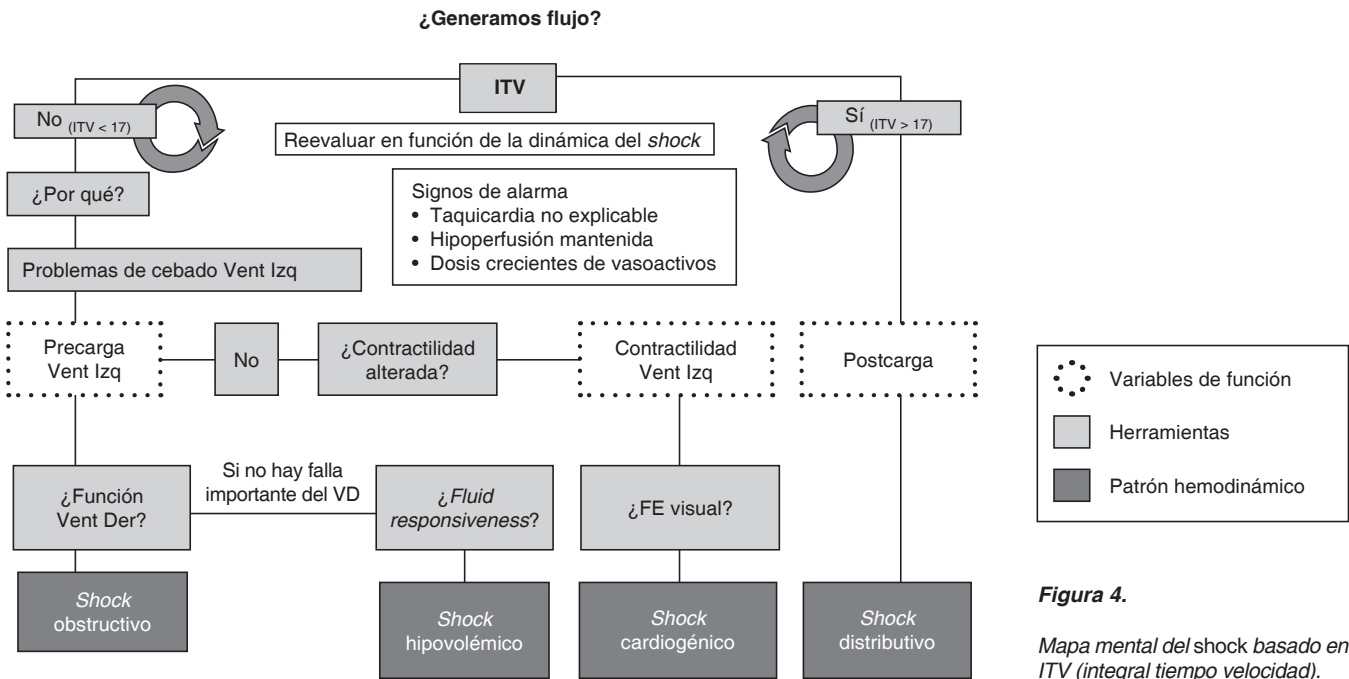 ¿Generamos flujo?
ITV
No (ITV < 17)
Sí (ITV > 17)
Reevaluar en función de la dinámica del shock
¿Por qué?
Signos de alarma
• Taquicardia no explicable
• Hipoperfusión mantenida
• Dosis crecientes de vasoactivos
Problemas de cebado Vent Izq
Precarga
Vent Izq
No
¿Contractilidad
alterada?
Contractilidad
Vent Izq
Postcarga
¿Función
Vent Der?
Si no hay falla
importante del VD
¿Fluid
responsiveness?
¿FE visual?
Shock
obstructivo
Shock
hipovolémico
Shock
cardiogénico
Shock
distributivo
Variables de función
Herramientas
Patrón hemodinámico
Figura 4.
Mapa mental del shock basado en
ITV (integral tiempo velocidad).